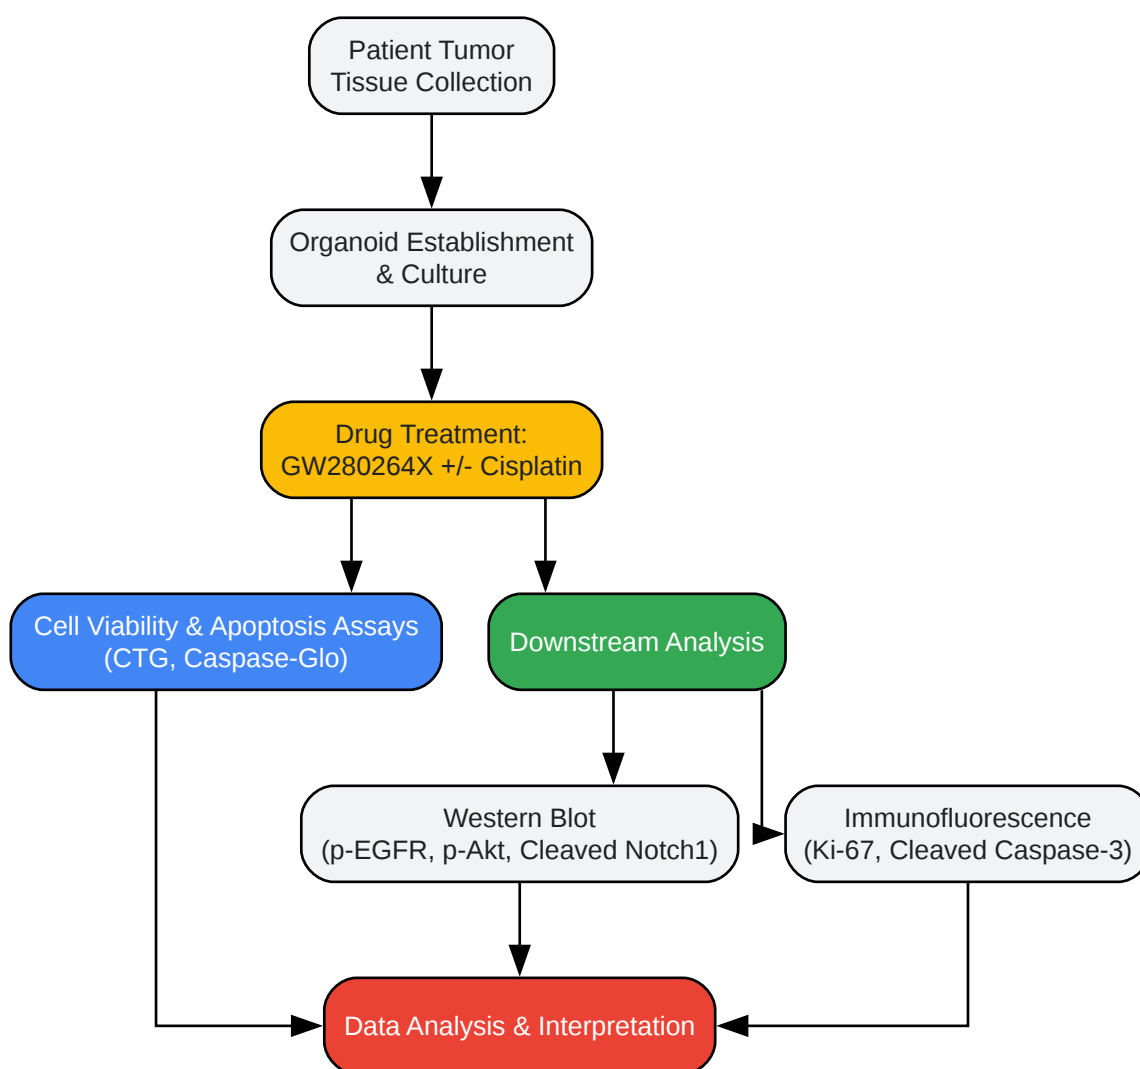 Patient Tumor
Tissue Collection
Organoid Establishment
& Culture
Drug Treatment:
GW280264X +/- Cisplatin
Cell Viability & Apoptosis Assays
(CTG, Caspase-Glo)
Downstream Analysis
Western Blot
(p-EGFR, p-Akt, Cleaved Notch1)
Immunofluorescence
(Ki-67, Cleaved Caspase-3)
Data Analysis & Interpretation